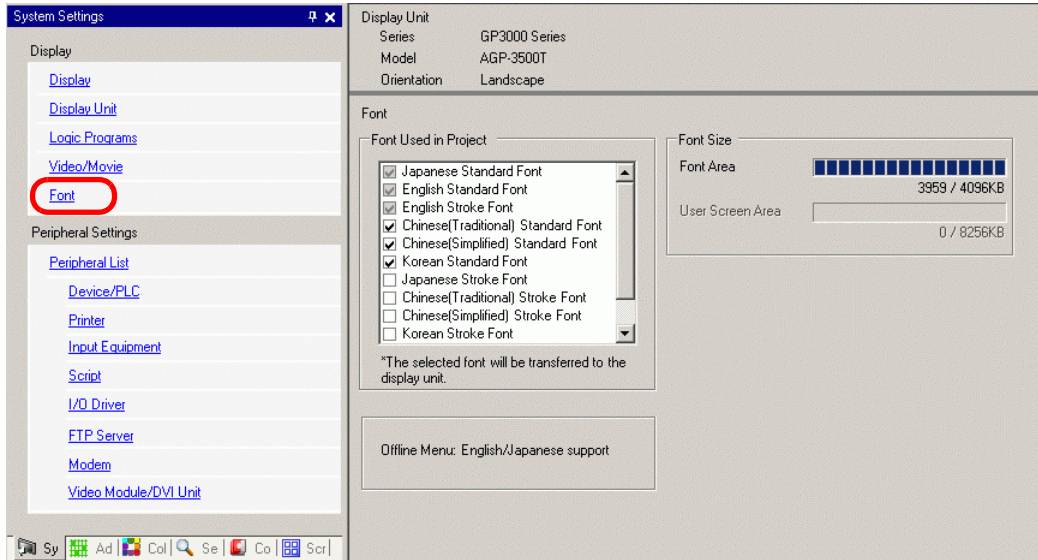 System Settings
Display
Display
Display Unit
Logic Programs
Video/Movie
Font
Peripheral Settings
Peripheral List
Device/PLC
Printer
Input Equipment
Script
I/O Driver
FTP Server
Modem
Video Module/DVI Unit
Sy Ad Col Se Co Scr
Display Unit
Series GP3000 Series
Model AGP-3500T
Orientation Landscape
Font
Font Used in Project
Japanese Standard Font
English Standard Font
English Stroke Font
Chinese(Traditional) Standard Font
Chinese(Simplified) Standard Font
Korean Standard Font
Japanese Stroke Font
Chinese(Traditional) Stroke Font
Chinese(Simplified) Stroke Font
Korean Stroke Font
*The selected font will be transferred to the
display unit.
Offline Menu: English/Japanese support
Font Size
Font Area
3959 / 4096KB
User Screen Area
0 / 8256KB